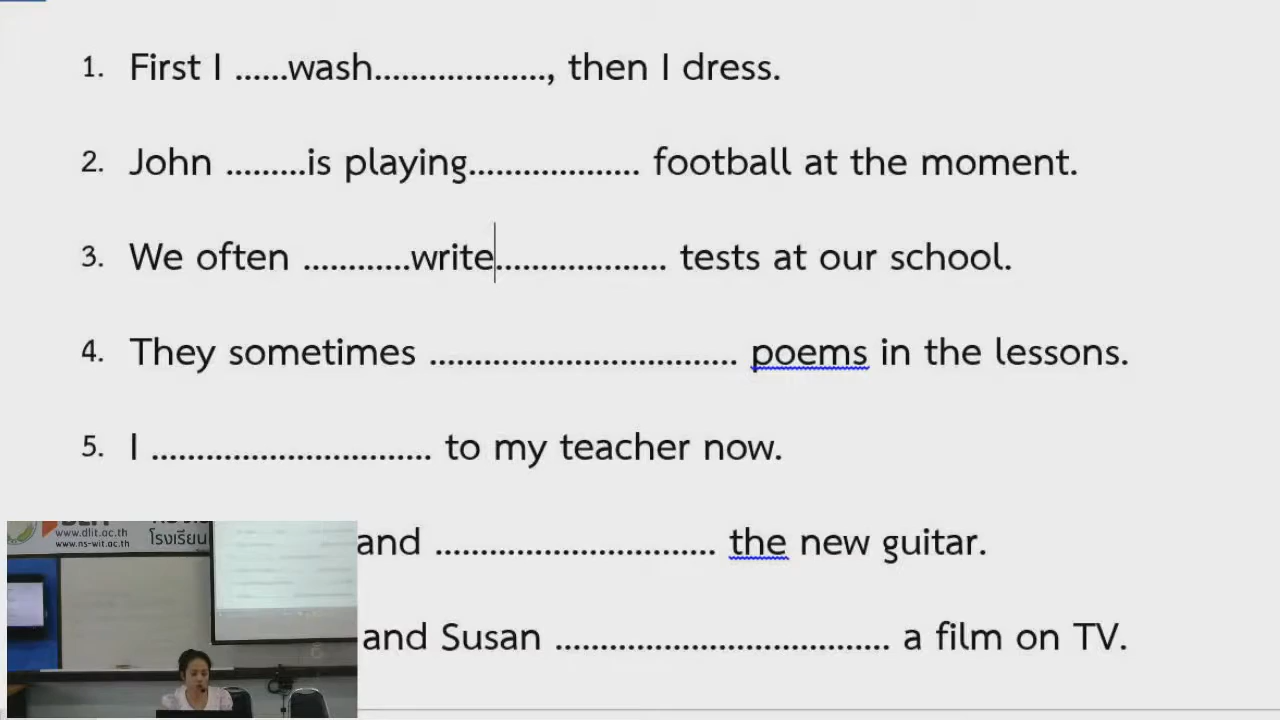 1. First I ......wash..................., then I dress.
2. John .........is playing................... football at the moment.
3. We often ............write................... tests at our school.
4. They sometimes .................................. poems in the lessons.
5. I ............................... to my teacher now.
and ............................... the new guitar.
and Susan ..................................... a film on TV.
www.dlit.ac.th
www.ns-wit.ac.th
โรงเรียน